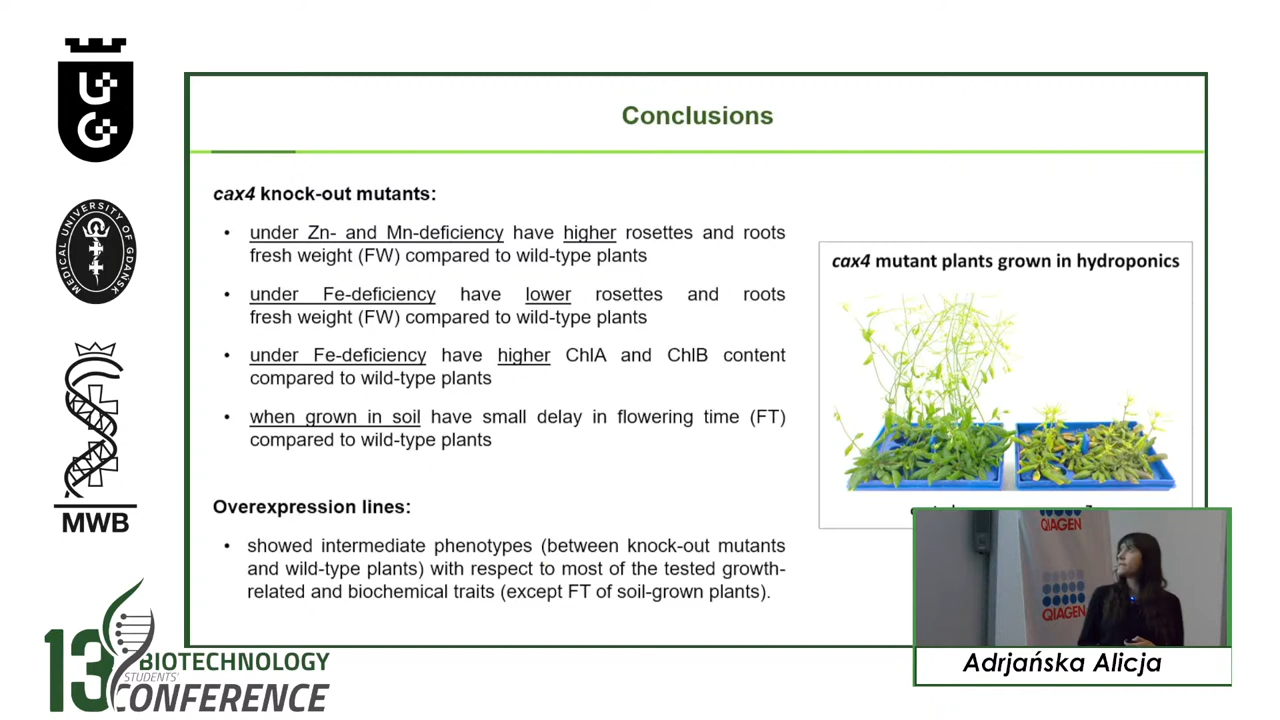 UG
MEDICAL UNIVERSITY OF GDANSK
MWB
13 BIOTECHNOLOGY
STUDENTS'
CONFERENCE
Conclusions
cax4 knock-out mutants:
• under Zn- and Mn-deficiency have higher rosettes and roots
fresh weight (FW) compared to wild-type plants
• under Fe-deficiency have lower rosettes and roots
fresh weight (FW) compared to wild-type plants
• under Fe-deficiency have higher ChlA and ChlB content
compared to wild-type plants
• when grown in soil have small delay in flowering time (FT)
compared to wild-type plants
Overexpression lines:
• showed intermediate phenotypes (between knock-out mutants
and wild-type plants) with respect to most of the tested growth-
related and biochemical traits (except FT of soil-grown plants).
cax4 mutant plants grown in hydroponics
QIAGEN
QIAGEN
Adrjańska Alicja